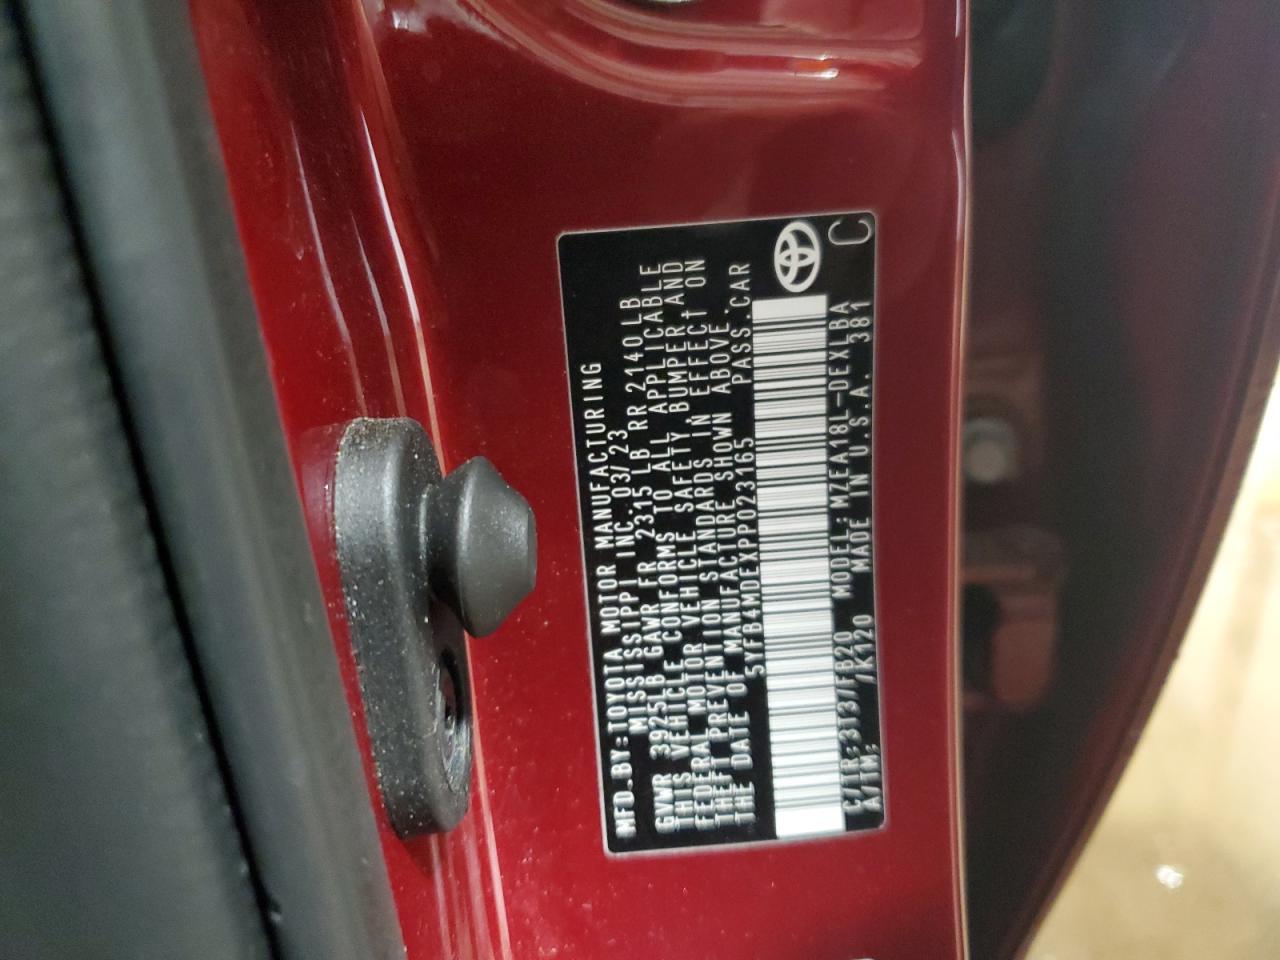 MFD. BY: TOYOTA MOTOR MANUFACTURING
MISSISSIPPI INC. 03/23
GVWR 3925LB GAWR FR 2315 LB RR 2140LB
THIS VEHICLE CONFORMS TO ALL APPLICABLE
FEDERAL MOTOR VEHICLE SAFETY, BUMPER, AND
THEFT PREVENTION STANDARDS IN EFFECT ON
THE DATE OF MANUFACTURE SHOWN ABOVE.
5YFB4MDEXPP023165 PASS. CAR
C/TR: 3T3/FB20 MODEL: MZEA18L-DEXLBA
A/TM: /K120 MADE IN U.S.A. 381
C